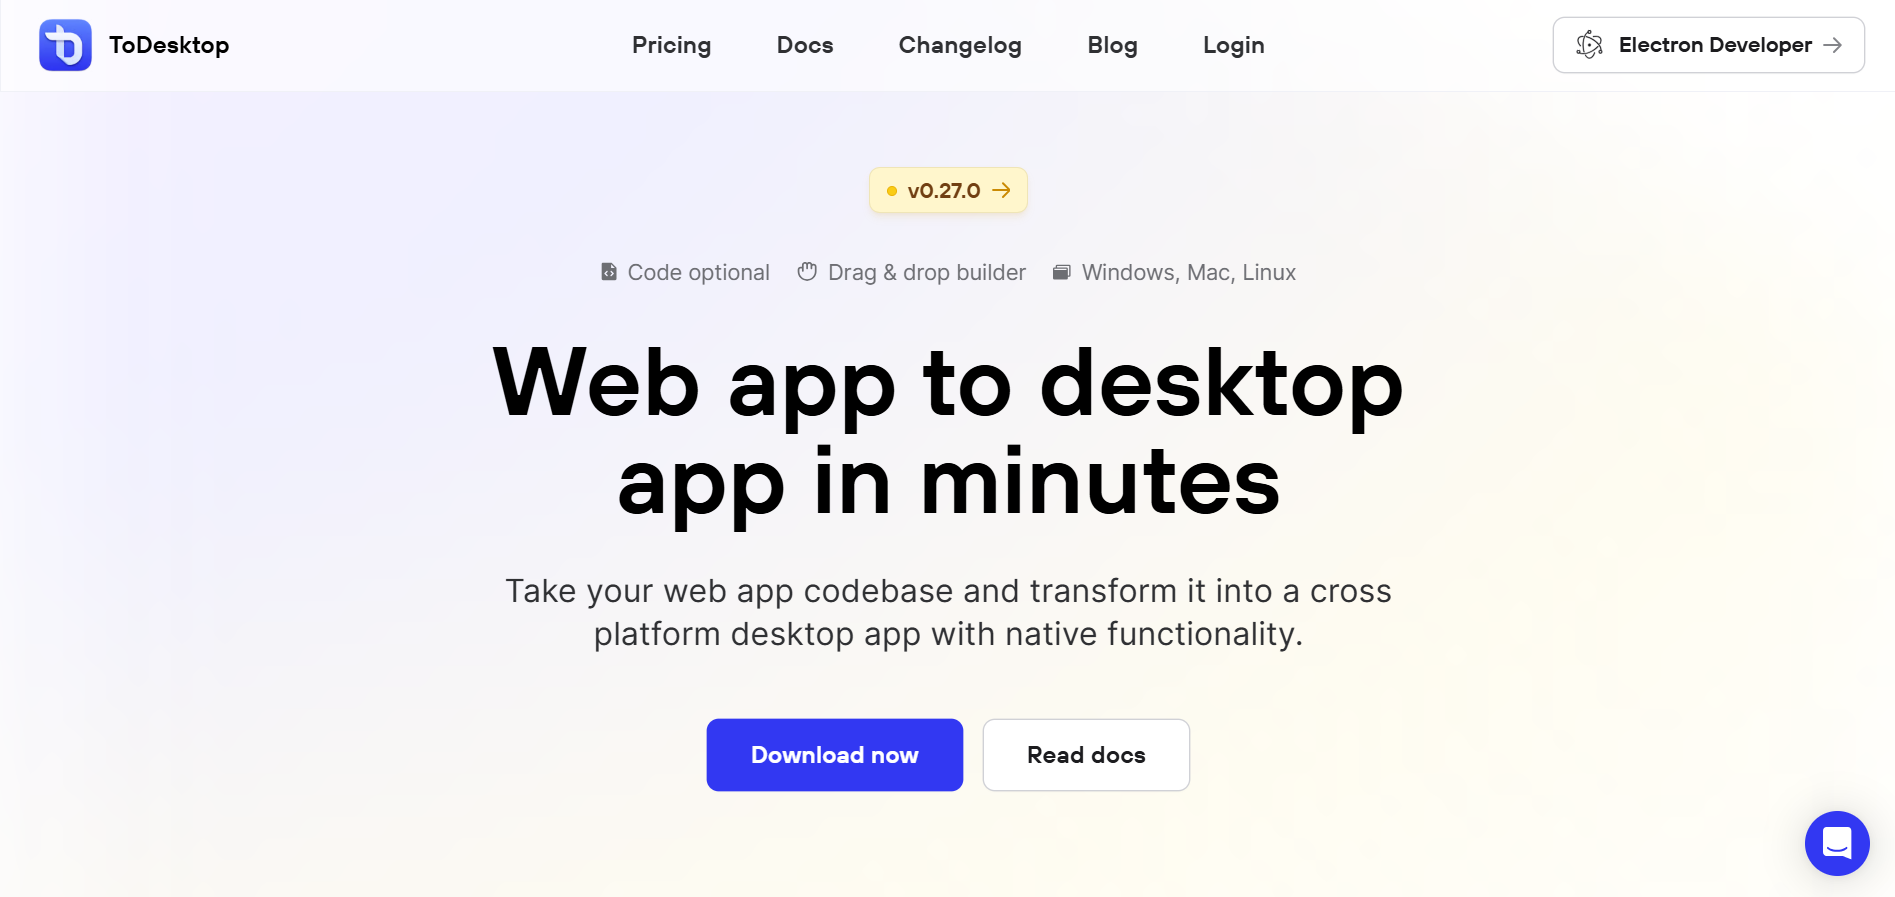 ToDesktop
Pricing
Docs
Changelog
Blog
Login
Electron Developer
v0.27.0
Code optional
Drag & drop builder
Windows, Mac, Linux
Web app to desktop
app in minutes
Take your web app codebase and transform it into a cross
platform desktop app with native functionality.
Download now
Read docs